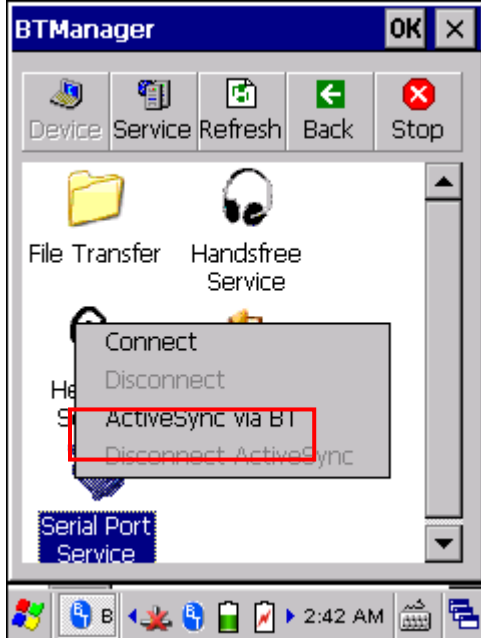 BTManager OK
Device Service Refresh Back Stop
File Transfer Handsfree
Service
Connect
He Disconnect
S ActiveSync via BT
Disconnect ActiveSync
Serial Port
Service
B 2:42 AM